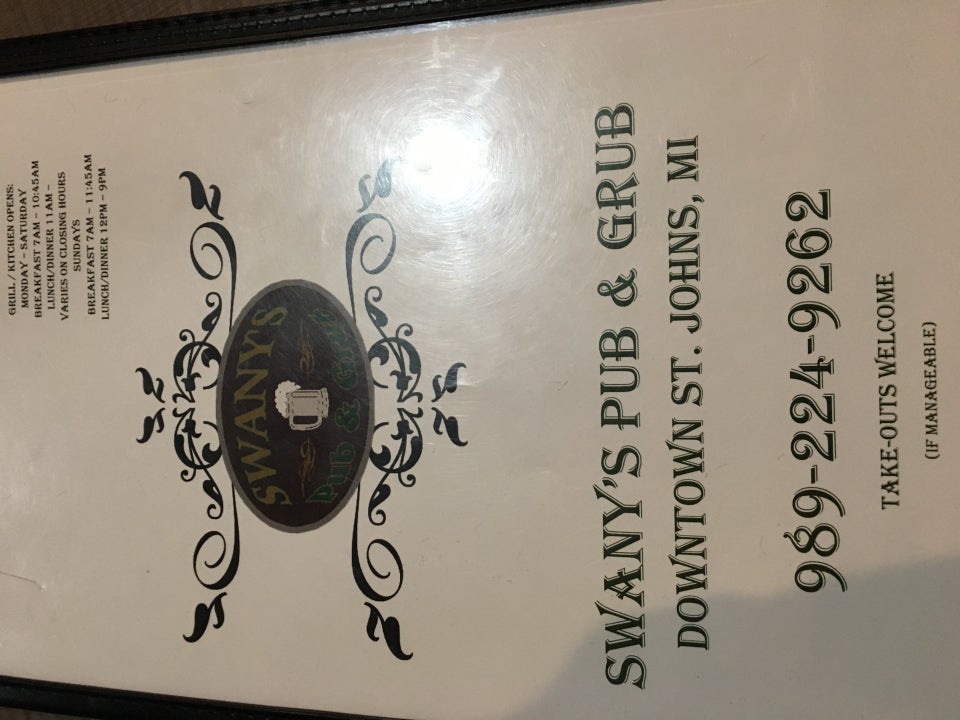 GRILL / KITCHEN OPENS:
MONDAY – SATURDAY
BREAKFAST 7AM – 10:45AM
LUNCH/DINNER 11AM –
VARIES ON CLOSING HOURS
SUNDAYS
BREAKFAST 7AM – 11:45AM
LUNCH/DINNER 12PM – 9PM
SWANY'S
Pub & Grub
SWANY'S PUB & GRUB
DOWNTOWN ST. JOHNS, MI
989-224-9262
TAKE-OUTS WELCOME
(IF MANAGEABLE)